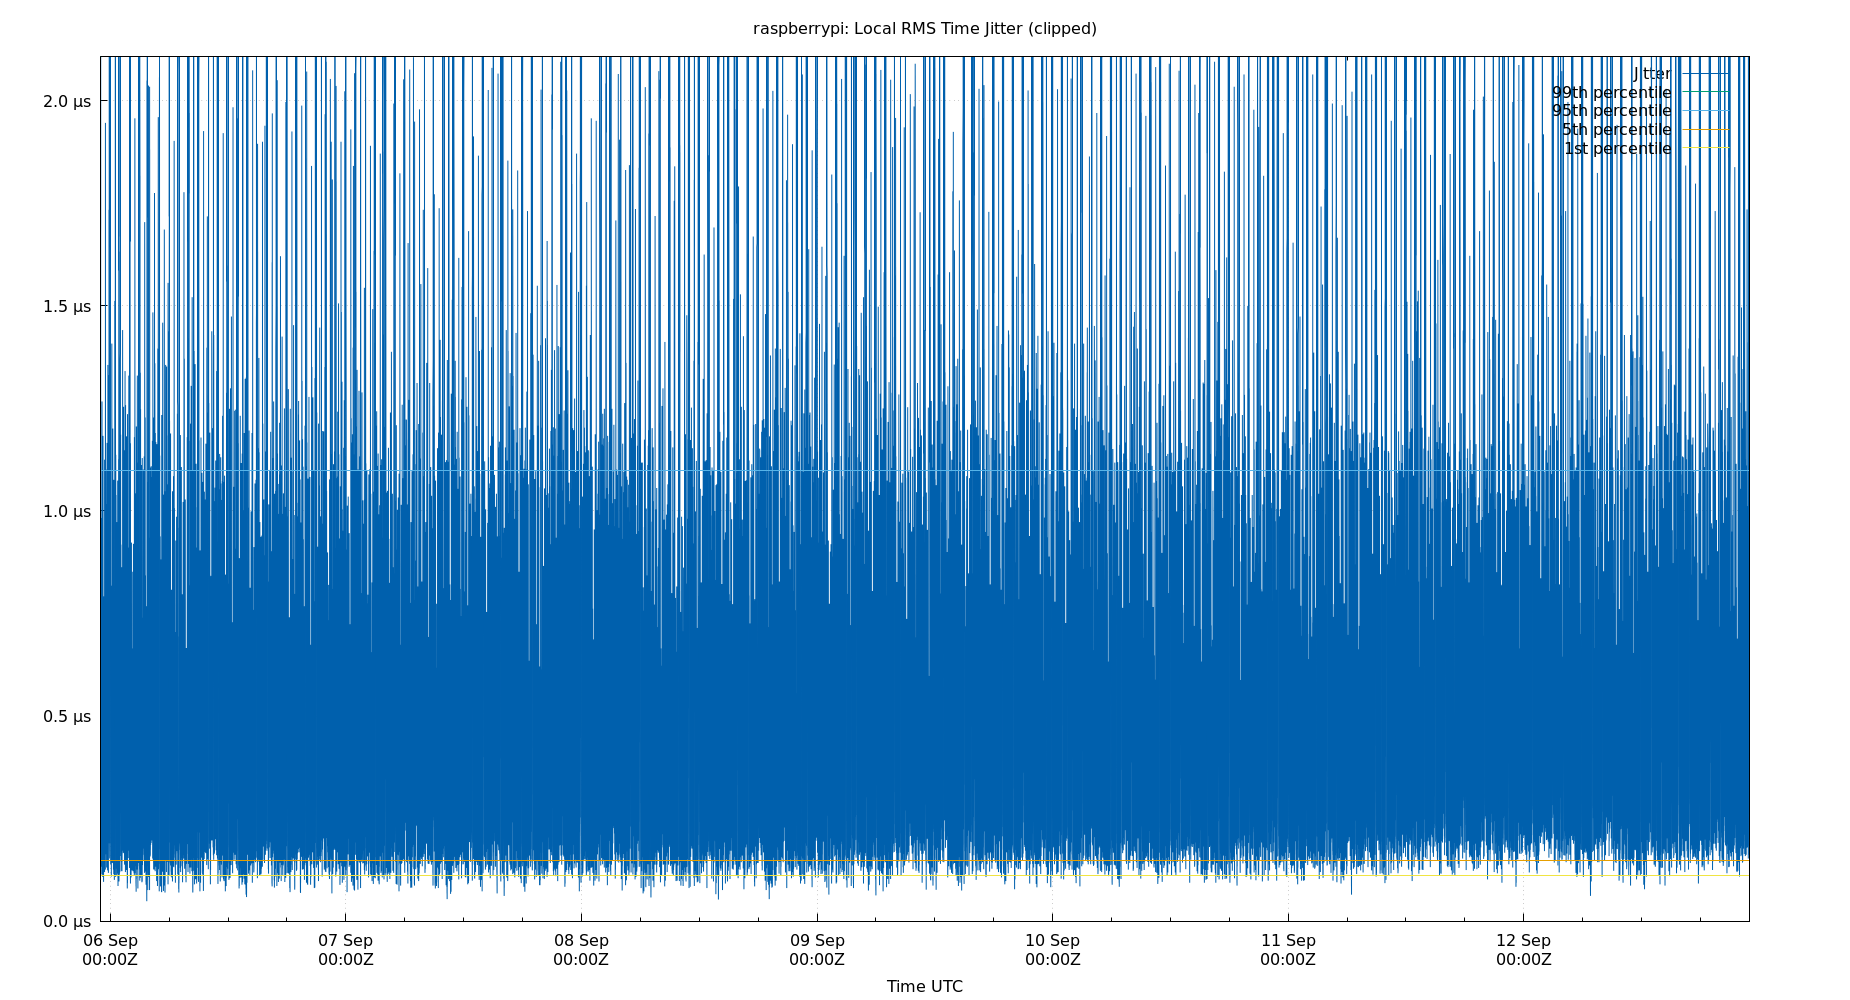 raspberrypi: Local RMS Time Jitter (clipped)
Jitter
99th percentile
95th percentile
5th percentile
1st percentile
2.0 µs
1.5 µs
1.0 µs
0.5 µs
0.0 µs
06 Sep 07 Sep 08 Sep 09 Sep 10 Sep 11 Sep 12 Sep
00:00Z 00:00Z 00:00Z 00:00Z 00:00Z 00:00Z 00:00Z
Time UTC